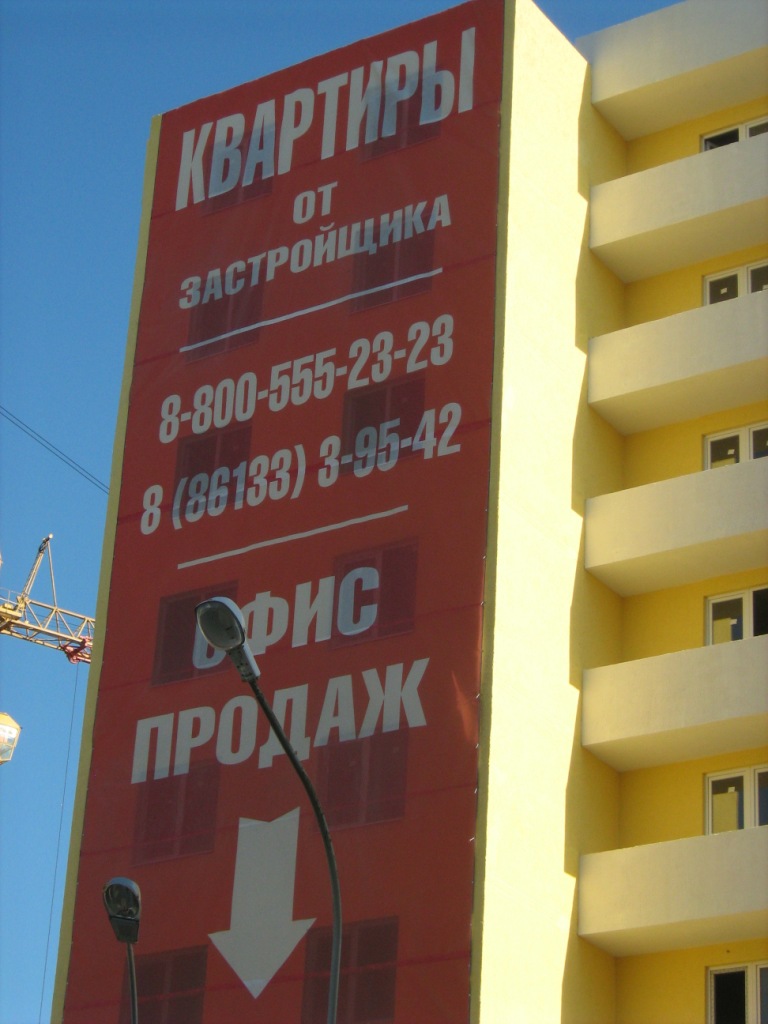 КВАРТИРЫ
ОТ
ЗАСТРОЙЩИКА
8-800-555-23-23
8 (86133) 3-95-42
ОФИС
ПРОДАЖ